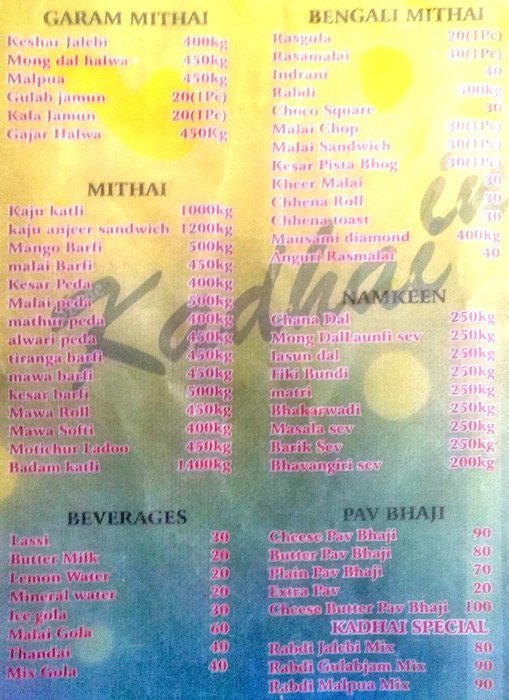 GARAM MITHAI
Keshar Jalebi 400kg
Mong dal halwa 450kg
Malpua 450kg
Gulab jamun 20(1Pc)
Kala Jamun 20(1Pc)
Gajar Halwa 450Kg
MITHAI
Kaju katli 1000kg
kaju anjeer sandwich 1200kg
Mango Barfi 500kg
malai Barfi 450kg
Kesar Peda 400kg
Malai peda 500kg
mathur peda 400kg
alwari peda 450kg
tiranga barfi 450kg
mawa barfi 450kg
kesar barfi 500kg
Mawa Roll 450kg
Mawa Softi 400kg
Motichur Ladoo 450kg
Badam katli 1400kg
BEVERAGES
Lassi 30
Butter Milk 20
Lemon Water 20
Mineral water 20
Ice gola 30
Malai Gola 60
Thandai 40
Mix Gola 40
BENGALI MITHAI
Rasgula 20(1Pc)
Rasamalai 40(1Pc)
Indrani 40
Rabdi 500kg
Choco Square 30
Malai Chop 30(1Pc)
Malai Sandwich 30(1Pc)
Kesar Pista Bhog 30(1Pc)
Kheer Malai 30
Chhena Roll 30
Chhena toast 30
Mausami diamond 400kg
Anguri Rasmalai 40
NAMKEEN
Chana Dal 250kg
Mong DalLaunfi sev 250kg
lasun dal 250kg
Fiki Bundi 250kg
matri 250kg
Bhakarwadi 250kg
Masala sev 250kg
Barik Sev 250kg
Bhavangiri sev 200kg
PAV BHAJI
Cheese Pav Bhaji 90
Butter Pav Bhaji 80
Plain Pav Bhaji 70
Extra Pav 20
Cheese Butter Pav Bhaji 100
KADHAI SPECIAL
Rabdi Jalebi Mix 80
Rabdi Gulabjam Mix 90
Rabdi Malpua Mix 90
Kadhai in